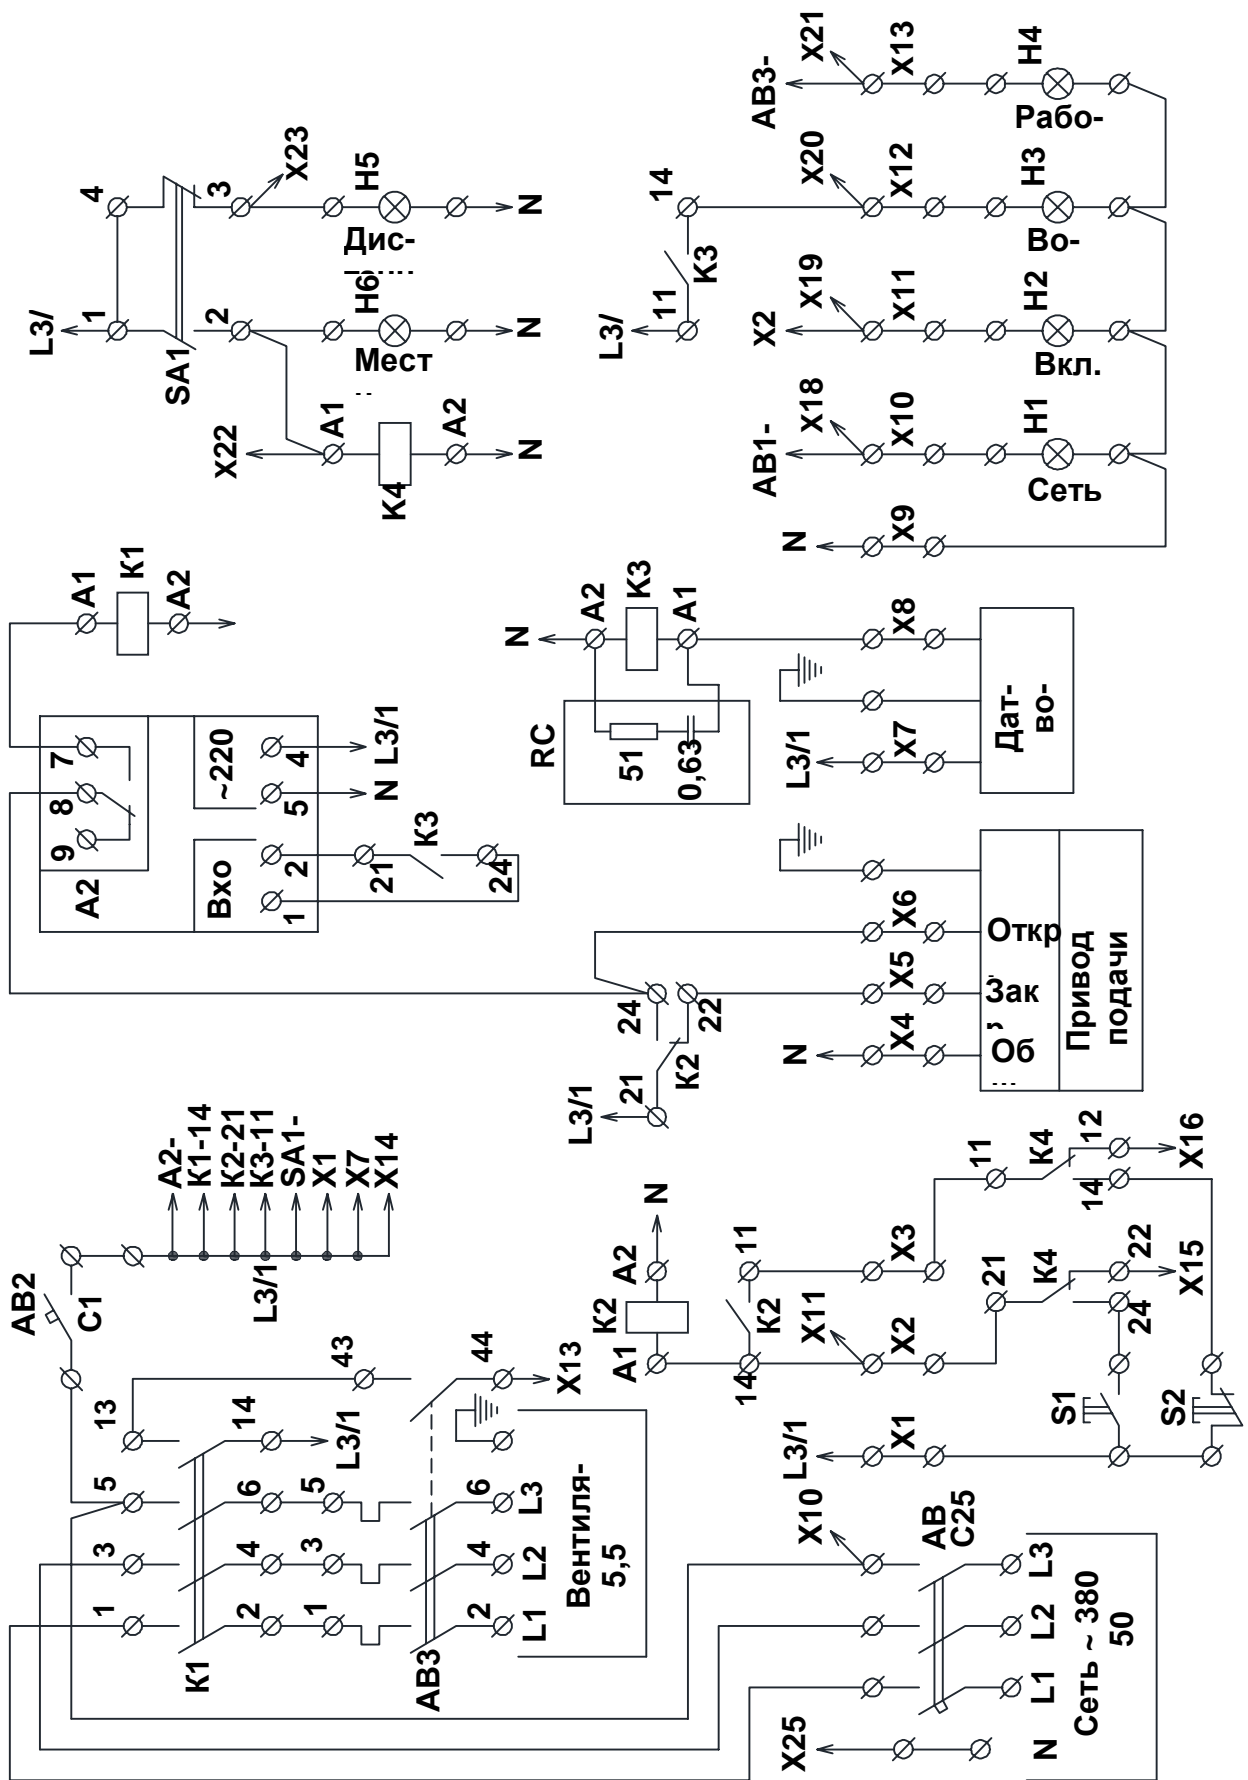 L3/
1
4
SA1
2
3
X23
H5
Дис-
N
H6
Мест
N
X22
A1
A2
K4
N
AB3-
X21
X13
H4
Рабо-
14
K3
11
L3/
X20
X12
H3
Во-
X2
X19
X11
H2
Вкл.
AB1-
X18
X10
H1
Сеть
N
X9
A1
K1
A2
7
8
9
A2
~220
4
5
L3/1
N
Вхо
2
1
K3
21
24
N
A2
K3
A1
RC
51
0,63
X8
L3/1
X7
Дат-
во-
X6
X5
N
X4
Откр
Зак
Об
Привод
подачи
24
22
21
K2
L3/1
AB2
C1
A2-
K1-14
K2-21
K3-11
SA1-
X1
X7
X14
L3/1
13
43
44
X13
14
L3/1
5
3
1
6
4
2
K1
5
3
1
6
4
2
AB3
L3
L2
L1
Вентиля-
5,5
N
K2
A2
A1
11
K2
14
X11
X3
X2
11
K4
12
14
X16
21
K4
22
24
X15
S1
S2
L3/1
X1
X10
AB
C25
L3
L2
L1
N
Сеть ~ 380
50
X25